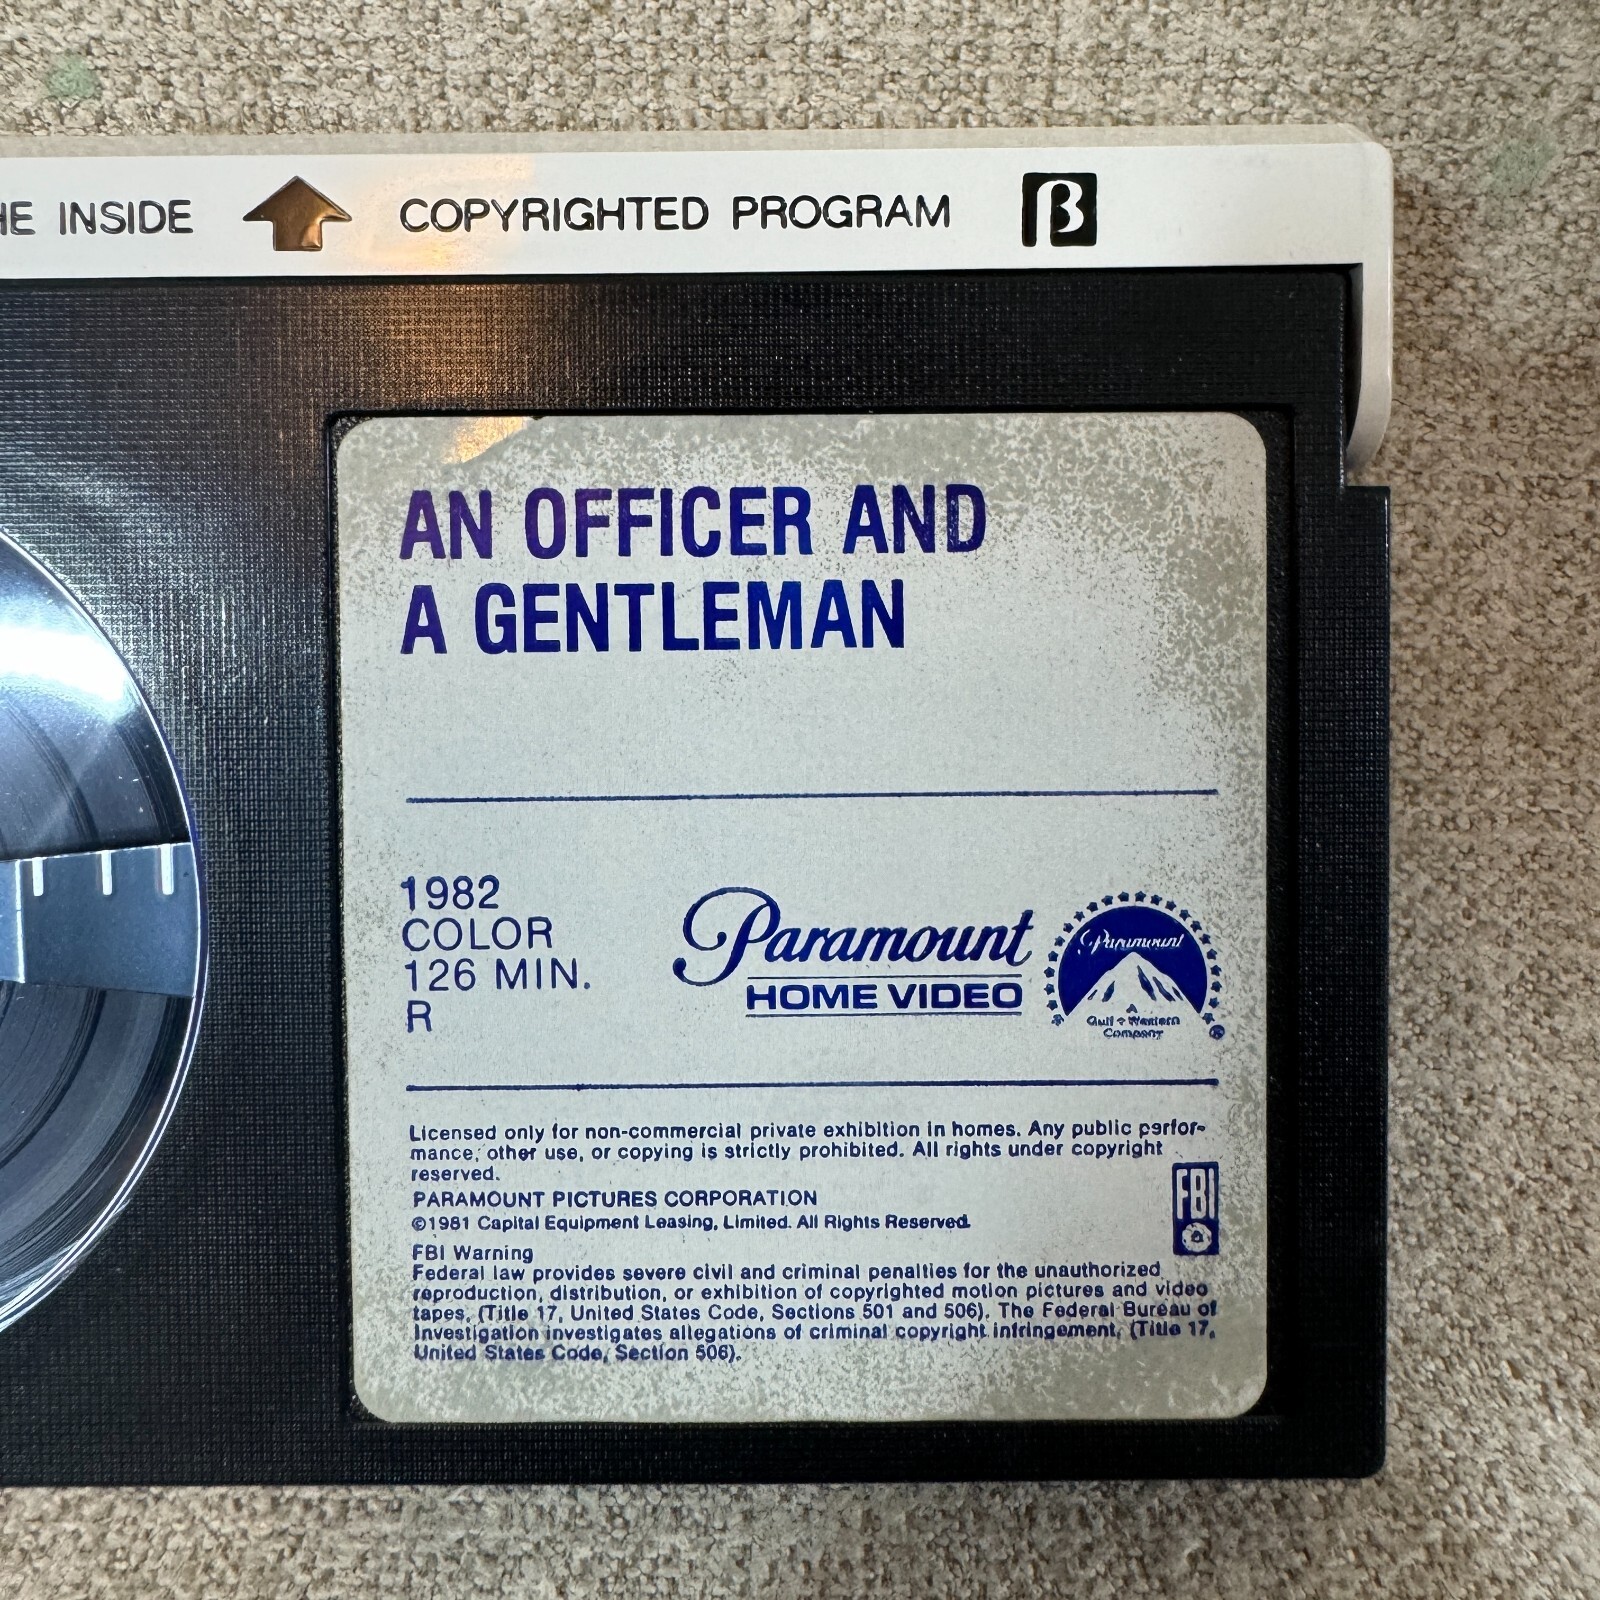 HE INSIDE COPYRIGHTED PROGRAM β
AN OFFICER AND
A GENTLEMAN
1982
COLOR
126 MIN.
R
Paramount
HOME VIDEO
Paramount
A
Gulf + Western
Company
®
Licensed only for non-commercial private exhibition in homes. Any public perfor-
mance, other use, or copying is strictly prohibited. All rights under copyright
reserved.
PARAMOUNT PICTURES CORPORATION
©1981 Capital Equipment Leasing, Limited. All Rights Reserved.
FBI
FBI Warning
Federal law provides severe civil and criminal penalties for the unauthorized
reproduction, distribution, or exhibition of copyrighted motion pictures and video
tapes. (Title 17, United States Code, Sections 501 and 506). The Federal Bureau of
Investigation investigates allegations of criminal copyright infringement. (Title 17,
United States Code, Section 506).